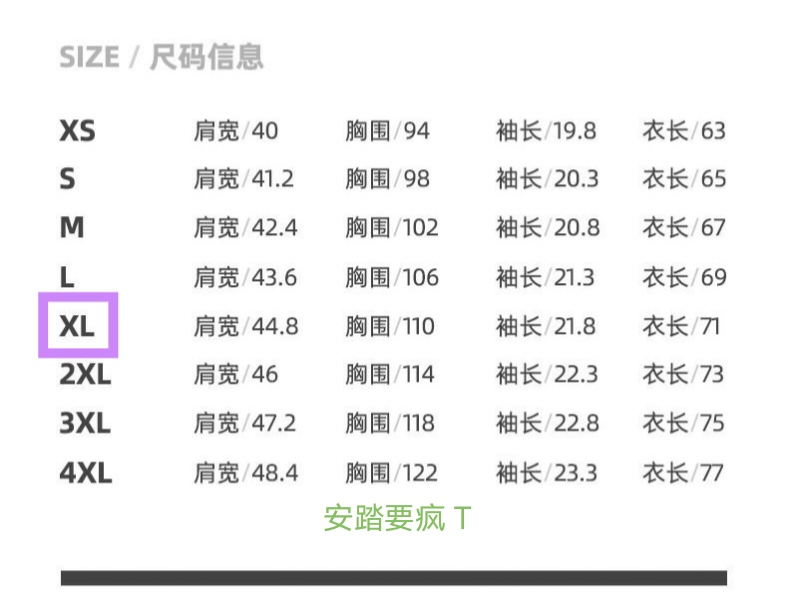 SIZE / 尺码信息
XS 肩宽/40 胸围/94 袖长/19.8 衣长/63
S 肩宽/41.2 胸围/98 袖长/20.3 衣长/65
M 肩宽/42.4 胸围/102 袖长/20.8 衣长/67
L 肩宽/43.6 胸围/106 袖长/21.3 衣长/69
XL 肩宽/44.8 胸围/110 袖长/21.8 衣长/71
2XL 肩宽/46 胸围/114 袖长/22.3 衣长/73
3XL 肩宽/47.2 胸围/118 袖长/22.8 衣长/75
4XL 肩宽/48.4 胸围/122 袖长/23.3 衣长/77
安踏要疯 T